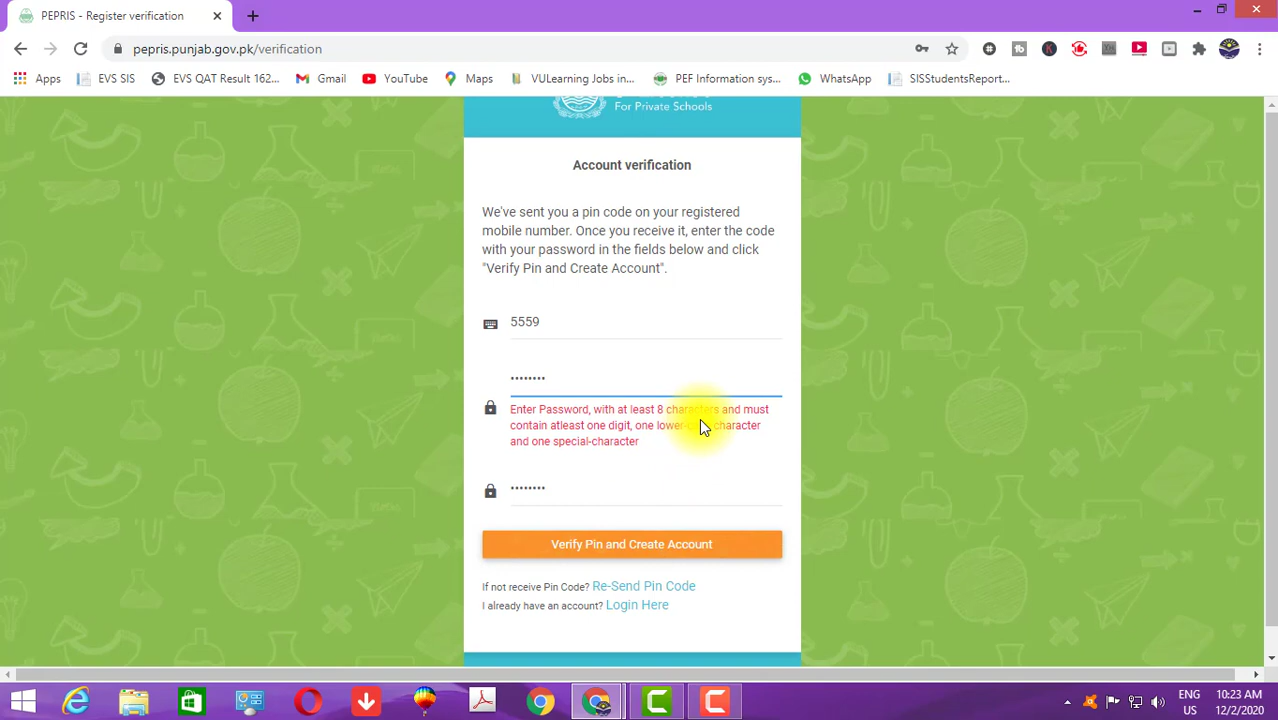 PEPRIS - Register verification
pepris.punjab.gov.pk/verification
Apps EVS SIS EVS QAT Result 162... Gmail YouTube Maps VULearning Jobs in... PEF Information sys... WhatsApp SISStudentsReport...
For Private Schools
Account verification
We've sent you a pin code on your registered
mobile number. Once you receive it, enter the code
with your password in the fields below and click
"Verify Pin and Create Account".
5559
••••••••
Enter Password, with at least 8 characters and must
contain atleast one digit, one lower-case character
and one special-character
••••••••
Verify Pin and Create Account
If not receive Pin Code? Re-Send Pin Code
I already have an account? Login Here
ENG 10:23 AM
US 12/2/2020